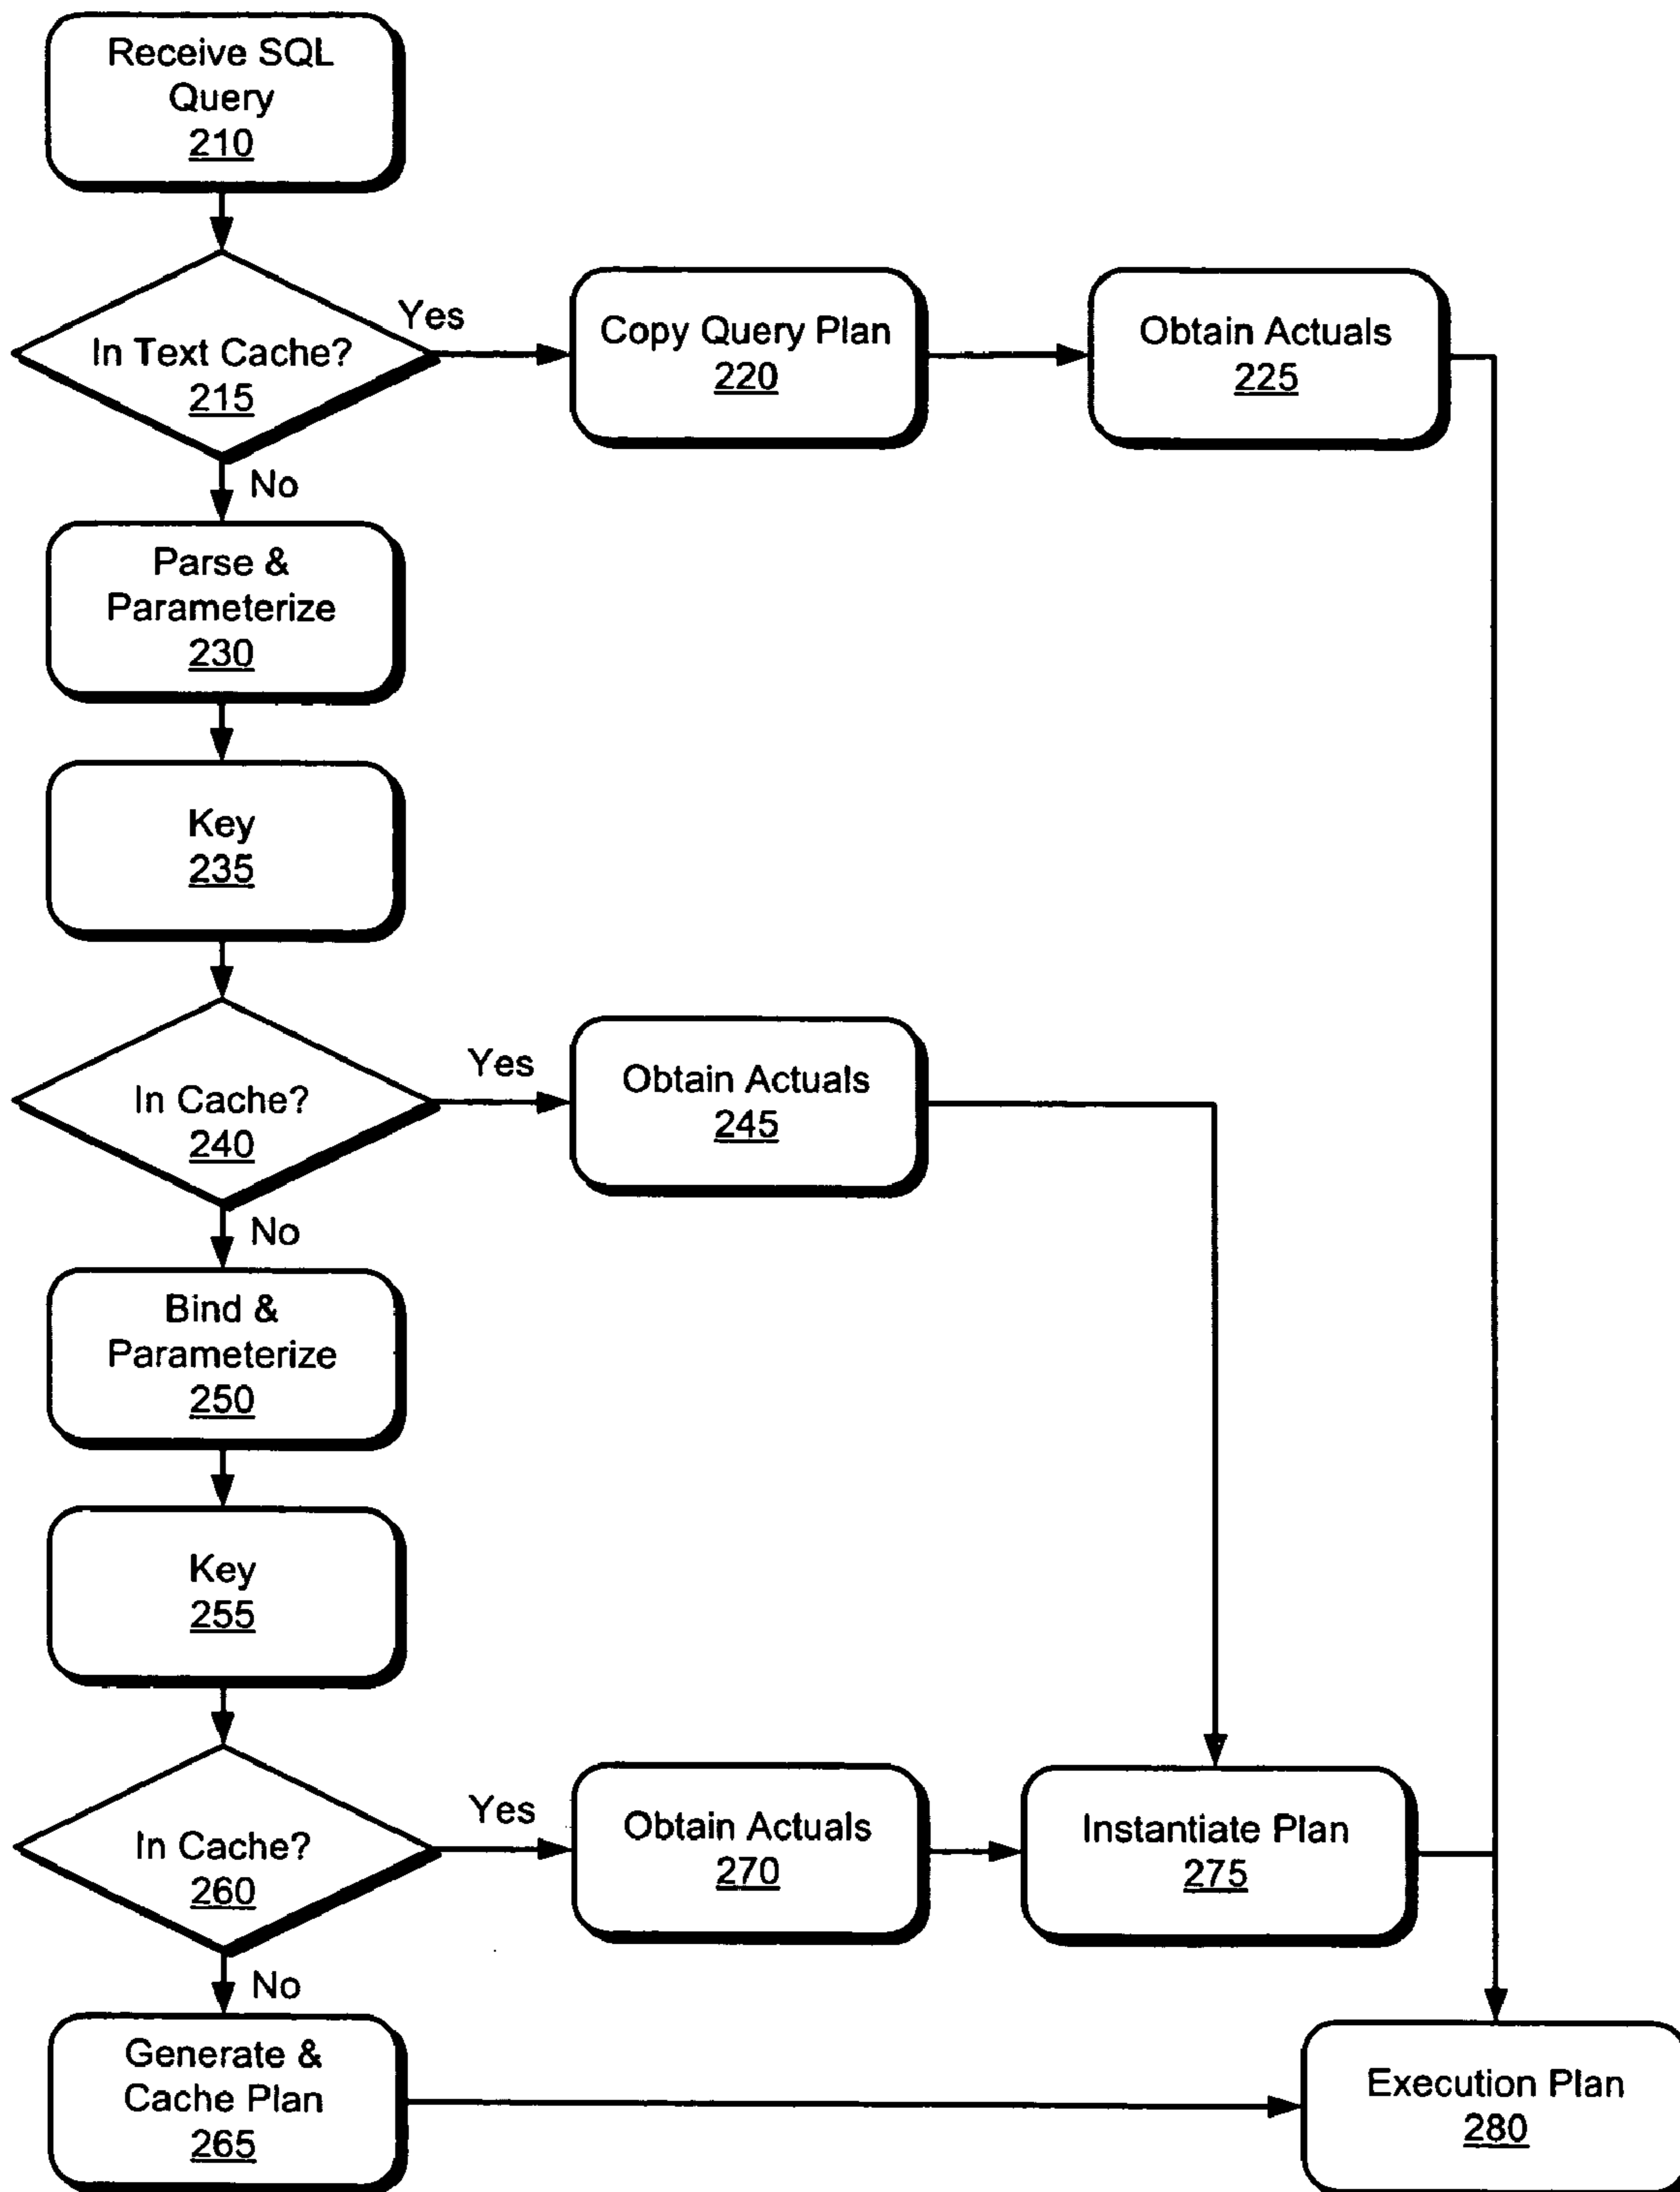 Receive SQL
Query
210
In Text Cache?
215
Yes
Copy Query Plan
220
Obtain Actuals
225
No
Parse &
Parameterize
230
Key
235
In Cache?
240
Yes
Obtain Actuals
245
No
Bind &
Parameterize
250
Key
255
In Cache?
260
Yes
Obtain Actuals
270
Instantiate Plan
275
No
Generate &
Cache Plan
265
Execution Plan
280